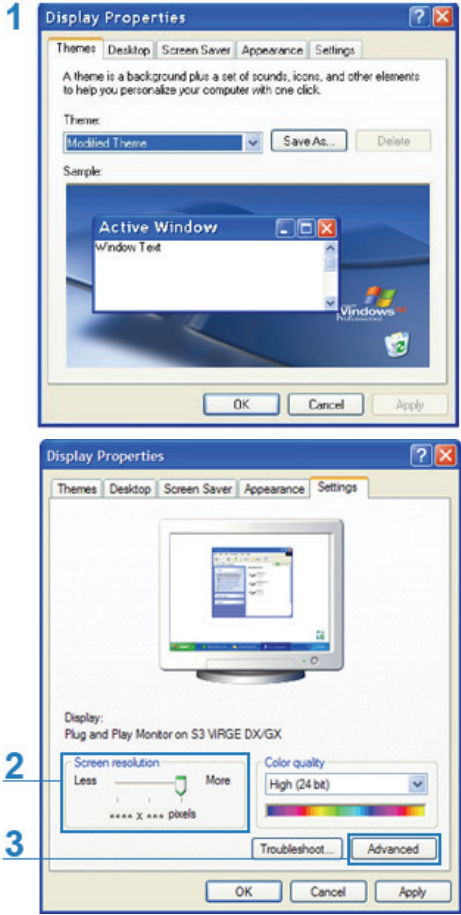 1
Display Properties
Themes Desktop Screen Saver Appearance Settings
A theme is a background plus a set of sounds, icons, and other elements
to help you personalize your computer with one click.
Theme:
Modified Theme Save As... Delete
Sample:
Active Window
Window Text
Windows xp
Professional
OK Cancel Apply
Display Properties
Themes Desktop Screen Saver Appearance Settings
Display:
Plug and Play Monitor on S3 ViRGE DX/GX
2
Screen resolution Color quality
Less More High (24 bit)
**** X *** pixels
3
Troubleshoot... Advanced
OK Cancel Apply